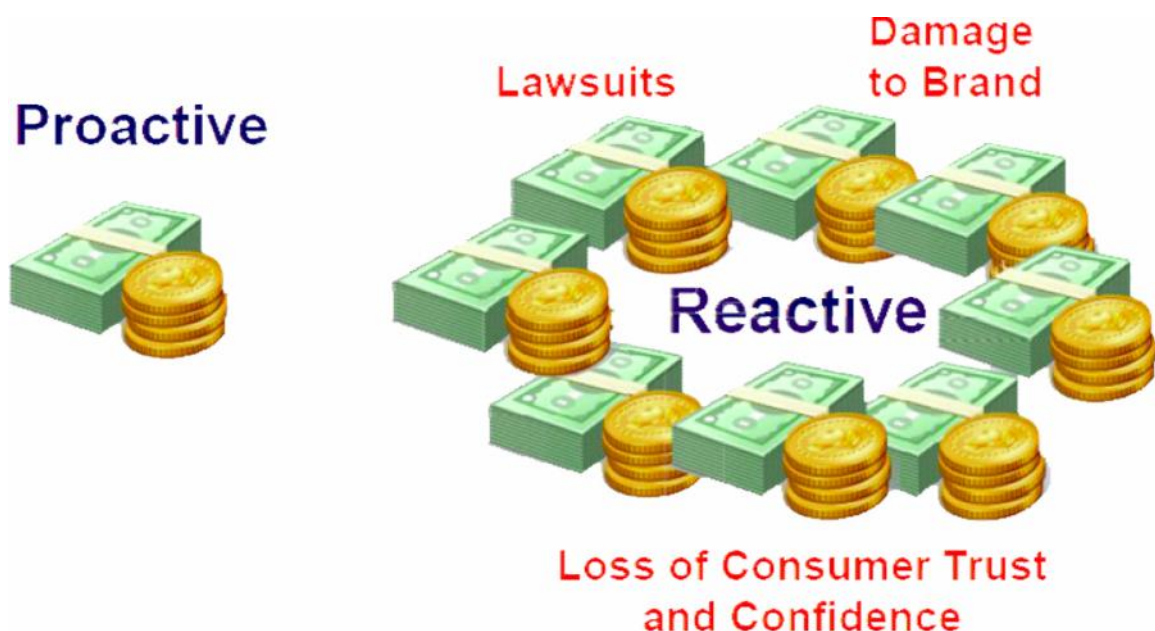 Proactive
Lawsuits
Damage
to Brand
Reactive
Loss of Consumer Trust
and Confidence